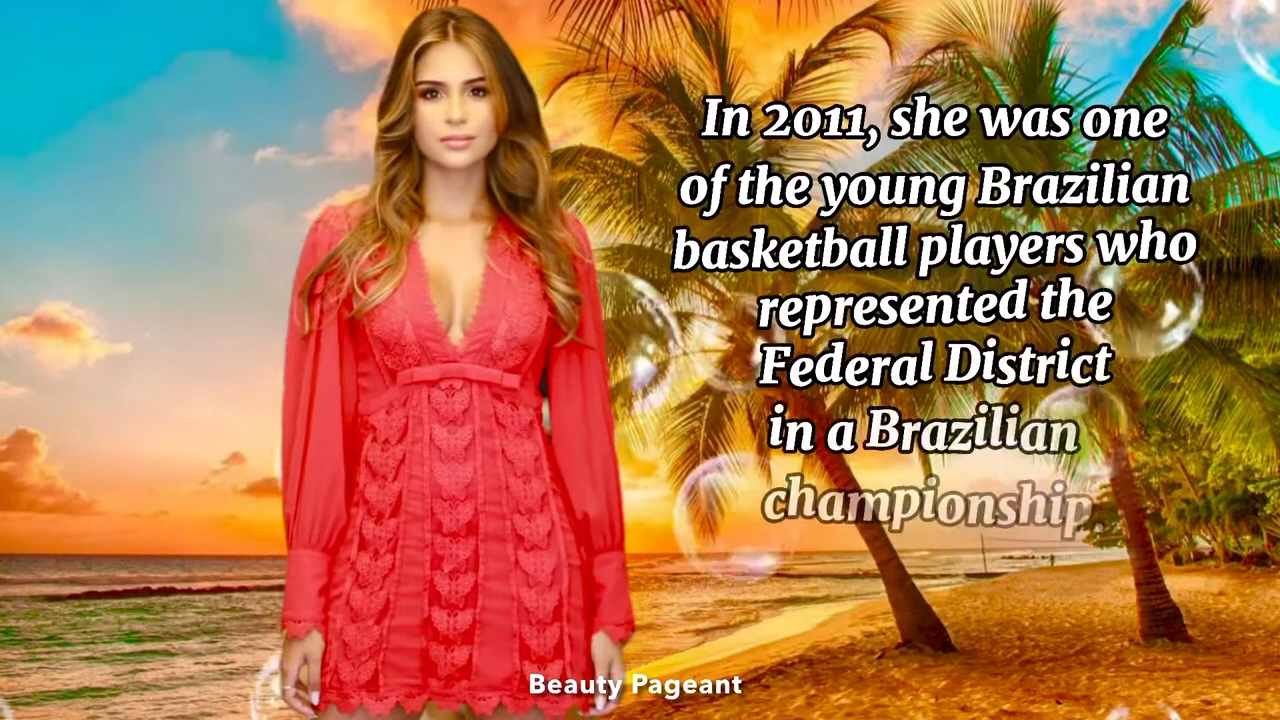 In 2011, she was one
of the young Brazilian
basketball players who
represented the
Federal District
in a Brazilian
championship.
Beauty Pageant